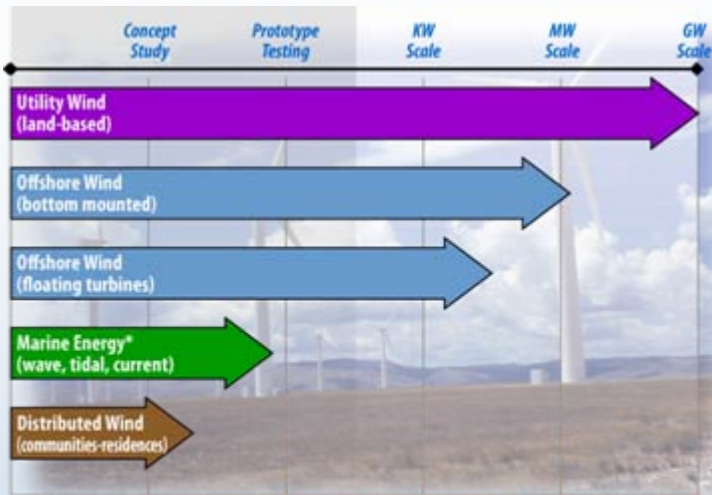 Concept Study
Prototype Testing
KW Scale
MW Scale
GW Scale
Utility Wind
(land-based)
Offshore Wind
(bottom mounted)
Offshore Wind
(floating turbines)
Marine Energy*
(wave, tidal, current)
Distributed Wind
(communities-residences)